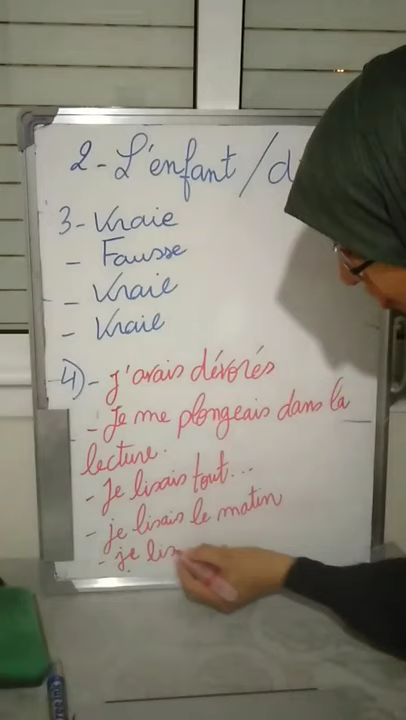 2- L'enfant / d
3- Vraie
- Fausse
- Vraie
- Vraie
4)- J'avais dévorés
- Je me plongeais dans la
lecture.
- Je lisais tout...
- je lisais le matin
- je lis